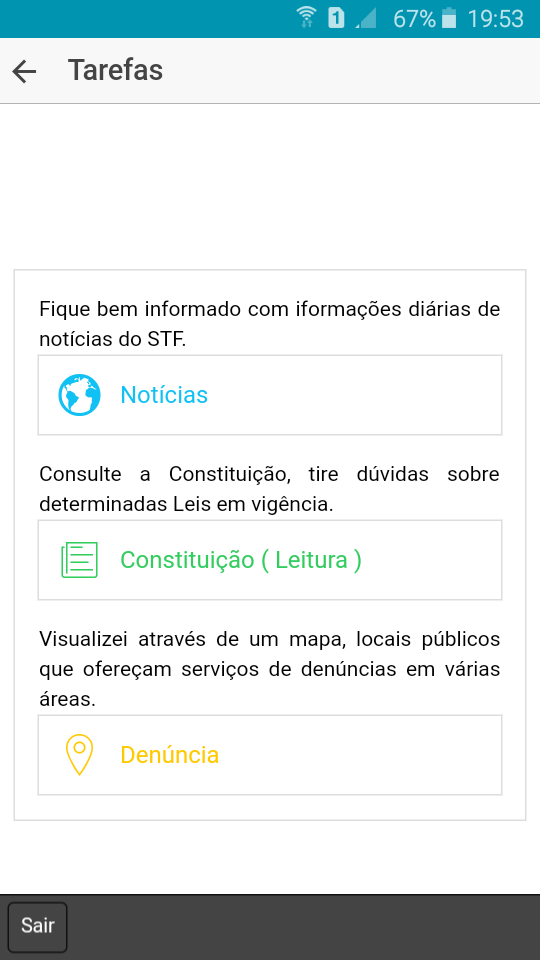 1 67% 19:53
Tarefas
Fique bem informado com iformações diárias de
notícias do STF.
Notícias
Consulte a Constituição, tire dúvidas sobre
determinadas Leis em vigência.
Constituição ( Leitura )
Visualizei através de um mapa, locais públicos
que ofereçam serviços de denúncias em várias
áreas.
Denúncia
Sair